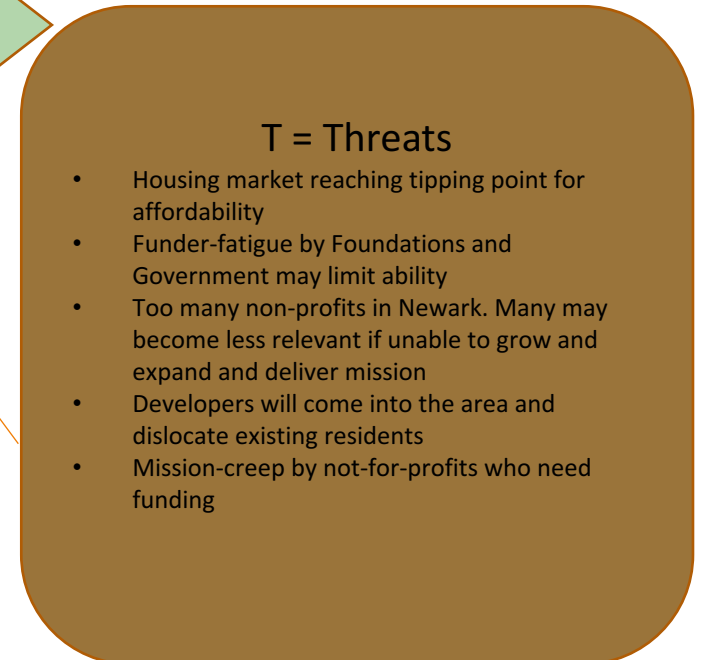 T = Threats
• Housing market reaching tipping point for
affordability
• Funder-fatigue by Foundations and
Government may limit ability
• Too many non-profits in Newark. Many may
become less relevant if unable to grow and
expand and deliver mission
• Developers will come into the area and
dislocate existing residents
• Mission-creep by not-for-profits who need
funding